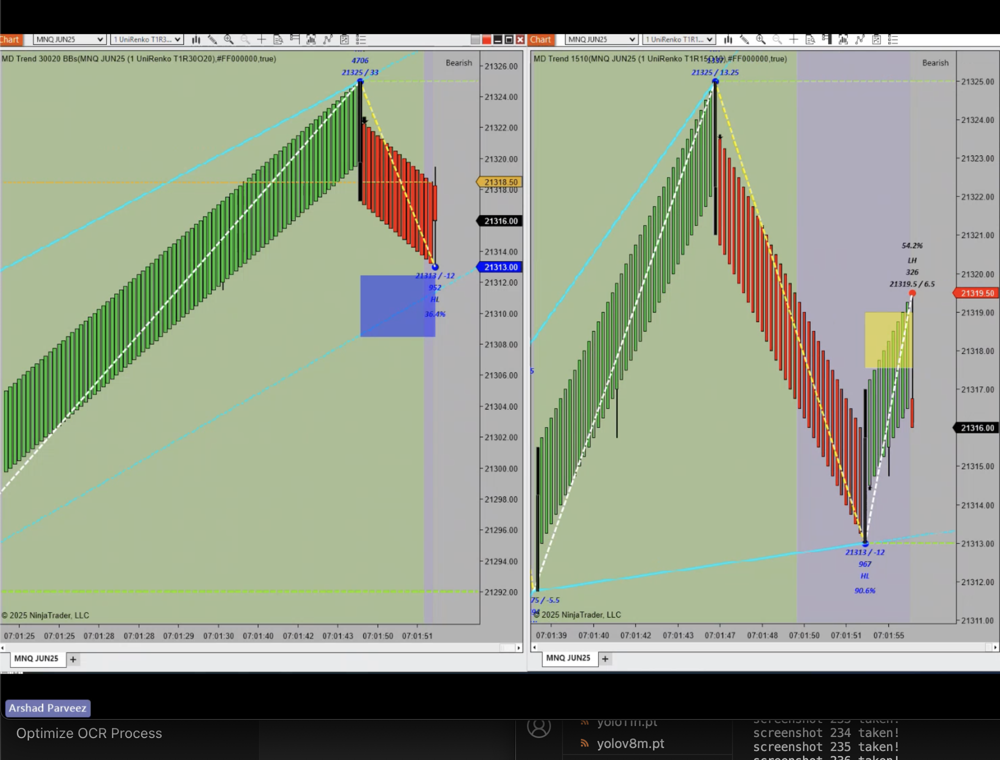 Chart
MNQ JUN25
1 UniRenko T1R3...
MD Trend 30020 BBs(MNQ JUN25 (1 UniRenko T1R30O20),#FF000000,true)
Bearish
4706
21325 / 33
21313 / -12
952
HL
36.4%
21326.00
21324.00
21322.00
21320.00
21318.50
21318.00
21316.00
21314.00
21313.00
21312.00
21310.00
21308.00
21306.00
21304.00
21302.00
21300.00
21298.00
21296.00
21294.00
21292.00
© 2025 NinjaTrader, LLC
07:01:25
07:01:25
07:01:28
07:01:28
07:01:29
07:01:30
07:01:42
07:01:43
07:01:50
07:01:51
MNQ JUN25
+
Chart
MNQ JUN25
1 UniRenko T1R1...
MD Trend 1510(MNQ JUN25 (1 UniRenko
,#FF000000,true)
Bearish
21325 / 13.25
54.2%
LH
326
21319.5 / 6.5
21313 / -12
967
HL
90.6%
5
75 / -5.5
21325.00
21324.00
21323.00
21322.00
21321.00
21320.00
21319.50
21319.00
21318.00
21317.00
21316.00
21315.00
21314.00
21313.00
21312.00
21311.00
© 2025 NinjaTrader, LLC
07:01:39
07:01:40
07:01:42
07:01:43
07:01:47
07:01:48
07:01:50
07:01:51
07:01:55
MNQ JUN25
+
Arshad Parveez
Optimize OCR Process
yolo11n.pt
yolov8m.pt
screenshot 233 taken!
screenshot 234 taken!
screenshot 235 taken!
screenshot 236 taken!